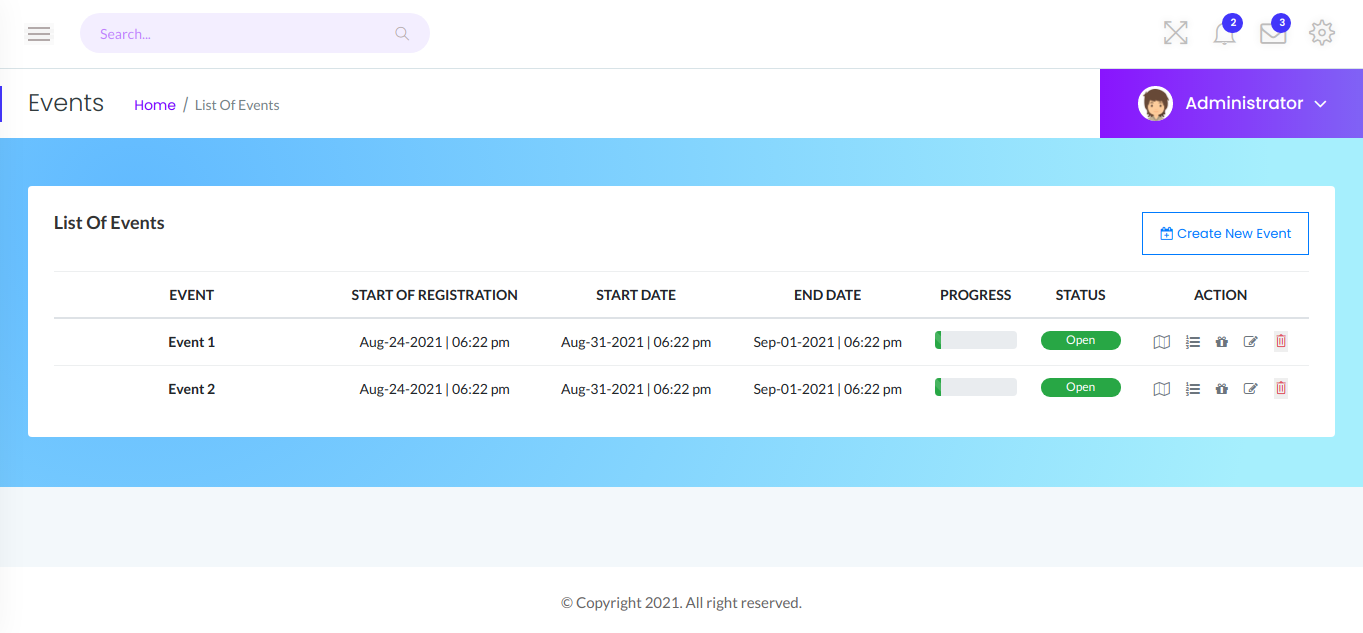 Search...
2
3
Events
Home / List Of Events
Administrator
List Of Events
Create New Event
EVENT START OF REGISTRATION START DATE END DATE PROGRESS STATUS ACTION
Event 1 Aug-24-2021 | 06:22 pm Aug-31-2021 | 06:22 pm Sep-01-2021 | 06:22 pm Open
Event 2 Aug-24-2021 | 06:22 pm Aug-31-2021 | 06:22 pm Sep-01-2021 | 06:22 pm Open
© Copyright 2021. All right reserved.